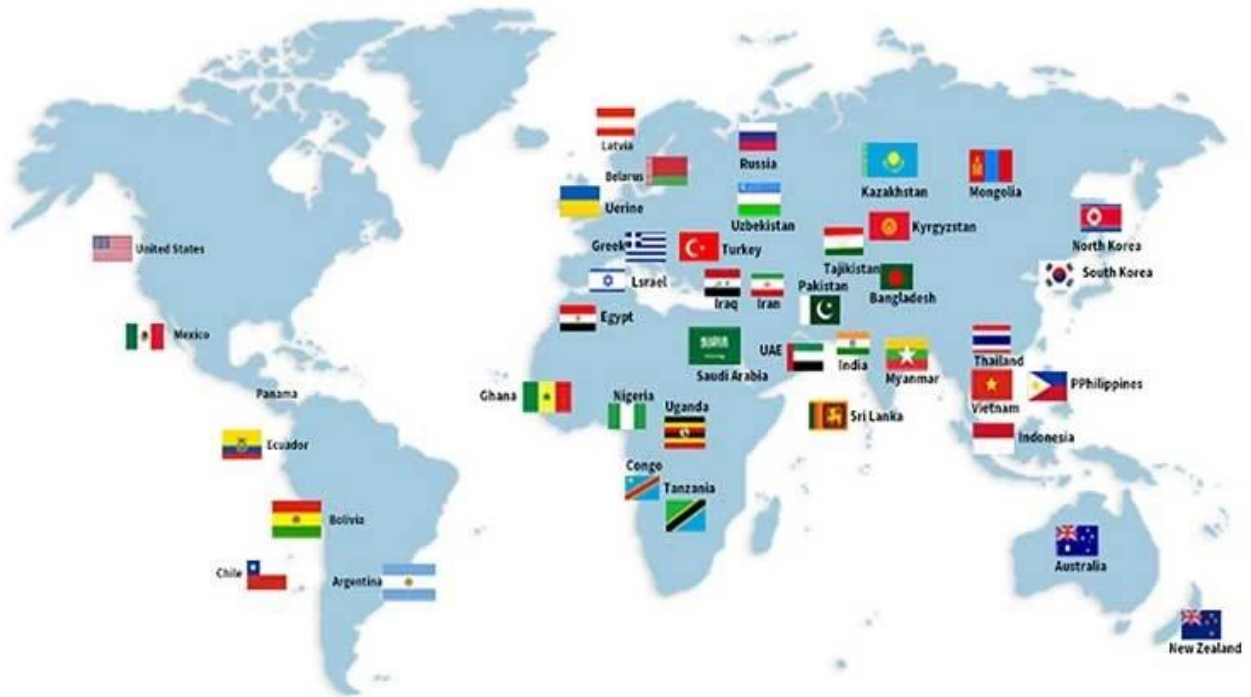 Latvia
Russia
Belarus
Kazakhstan
Mongolia
Uerine
Uzbekistan
Kyrgyzstan
North Korea
United States
Greek
Turkey
Tajikistan
South Korea
Lsrael
Iraq
Iran
Pakistan
Bangladesh
Egypt
Mexico
Saudi Arabia
UAE
India
Myanmar
Thailand
Panama
Ghana
Nigeria
Uganda
Sri Lanka
Vietnam
PPhilippines
Ecuador
Indonesia
Congo
Tanzania
Bolivia
Chile
Argentina
Australia
New Zealand